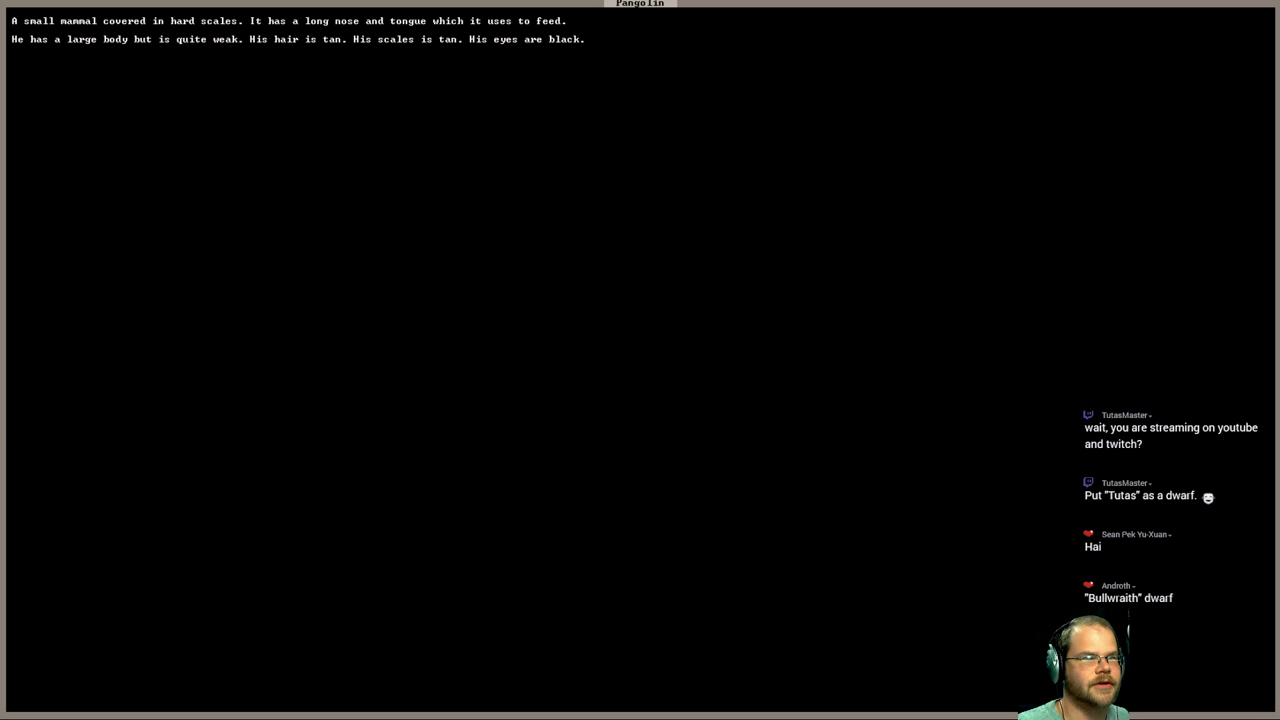 Pangolin
A small mammal covered in hard scales. It has a long nose and tongue which it uses to feed.
He has a large body but is quite weak. His hair is tan. His scales is tan. His eyes are black.
TutasMaster
wait, you are streaming on youtube
and twitch?
TutasMaster
Put "Tutas" as a dwarf.
Sean Pek Yu-Xuan
Hai
Androth
"Bullwraith" dwarf